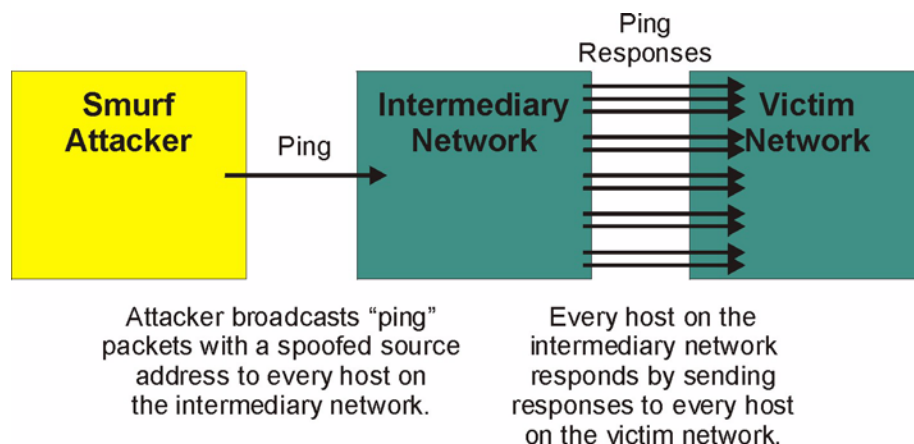 Ping
Responses
Smurf
Attacker
Ping
Intermediary
Network
Victim
Network
Attacker broadcasts “ping”
packets with a spoofed source
address to every host on
the intermediary network.
Every host on the
intermediary network
responds by sending
responses to every host
on the victim network.